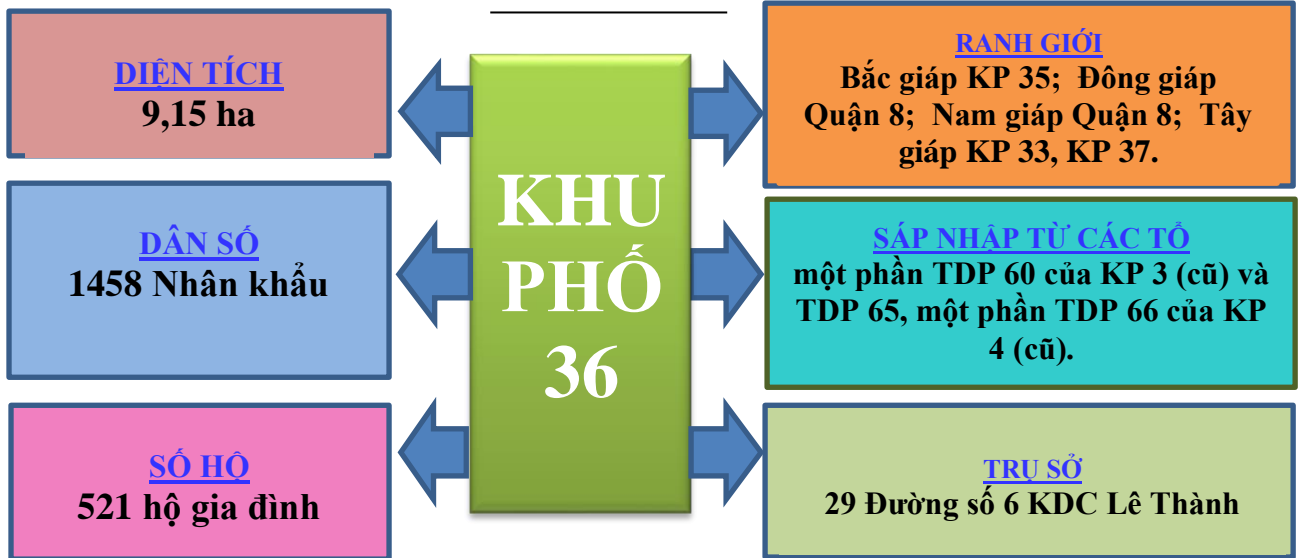 DIỆN TÍCH
9,15 ha
DÂN SỐ
1458 Nhân khẩu
SỐ HỘ
521 hộ gia đình
KHU
PHỐ
36
RANH GIỚI
Bắc giáp KP 35; Đông giáp
Quận 8; Nam giáp Quận 8; Tây
giáp KP 33, KP 37.
SÁP NHẬP TỪ CÁC TỔ
một phần TDP 60 của KP 3 (cũ) và
TDP 65, một phần TDP 66 của KP
4 (cũ).
TRỤ SỞ
29 Đường số 6 KDC Lê Thành